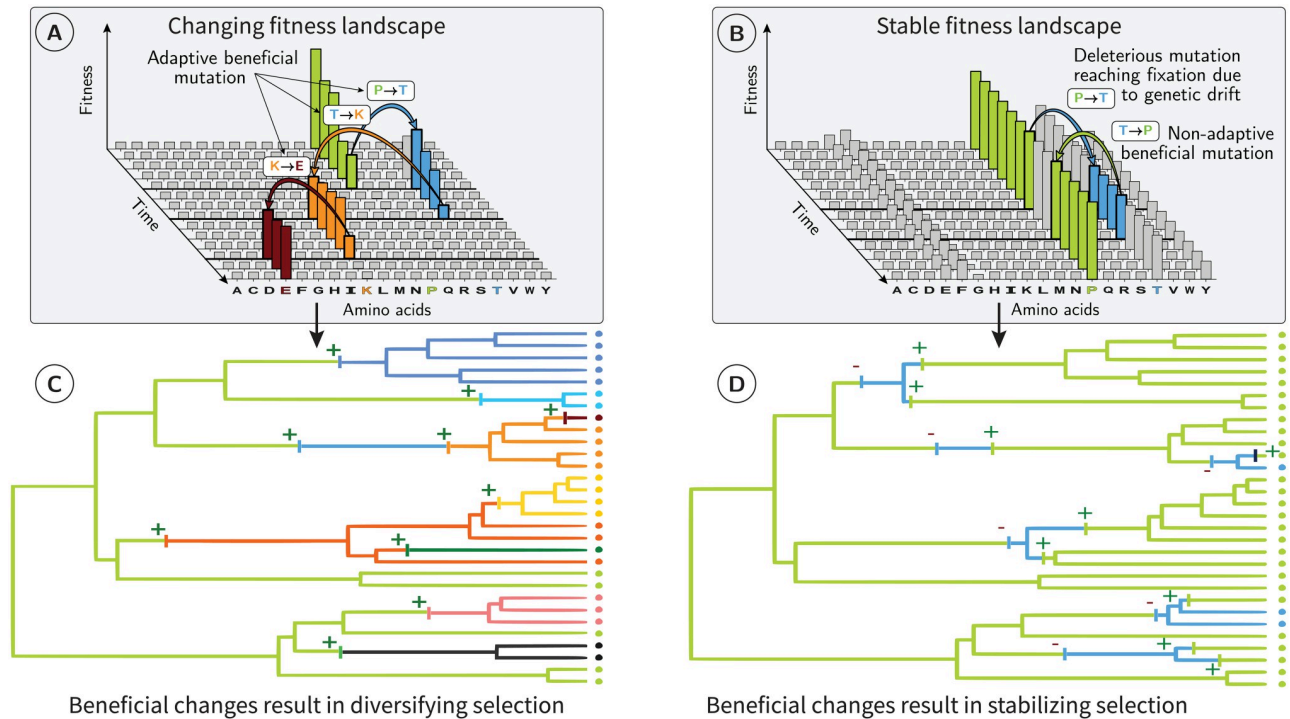 A
Changing fitness landscape
Fitness
Adaptive beneficial
mutation
P→T
T→K
K→E
Time
A C D E F G H I K L M N P Q R S T V W Y
Amino acids
B
Stable fitness landscape
Fitness
Deleterious mutation
reaching fixation due
to genetic drift
P→T
T→P
Non-adaptive
beneficial mutation
Time
A C D E F G H I K L M N P Q R S T V W Y
Amino acids
C
+
+
+
+
+
+
+
+
+
+
Beneficial changes result in diversifying selection
D
-
+
+
-
+
+
-
-
+
+
-
+
-
+
+
Beneficial changes result in stabilizing selection